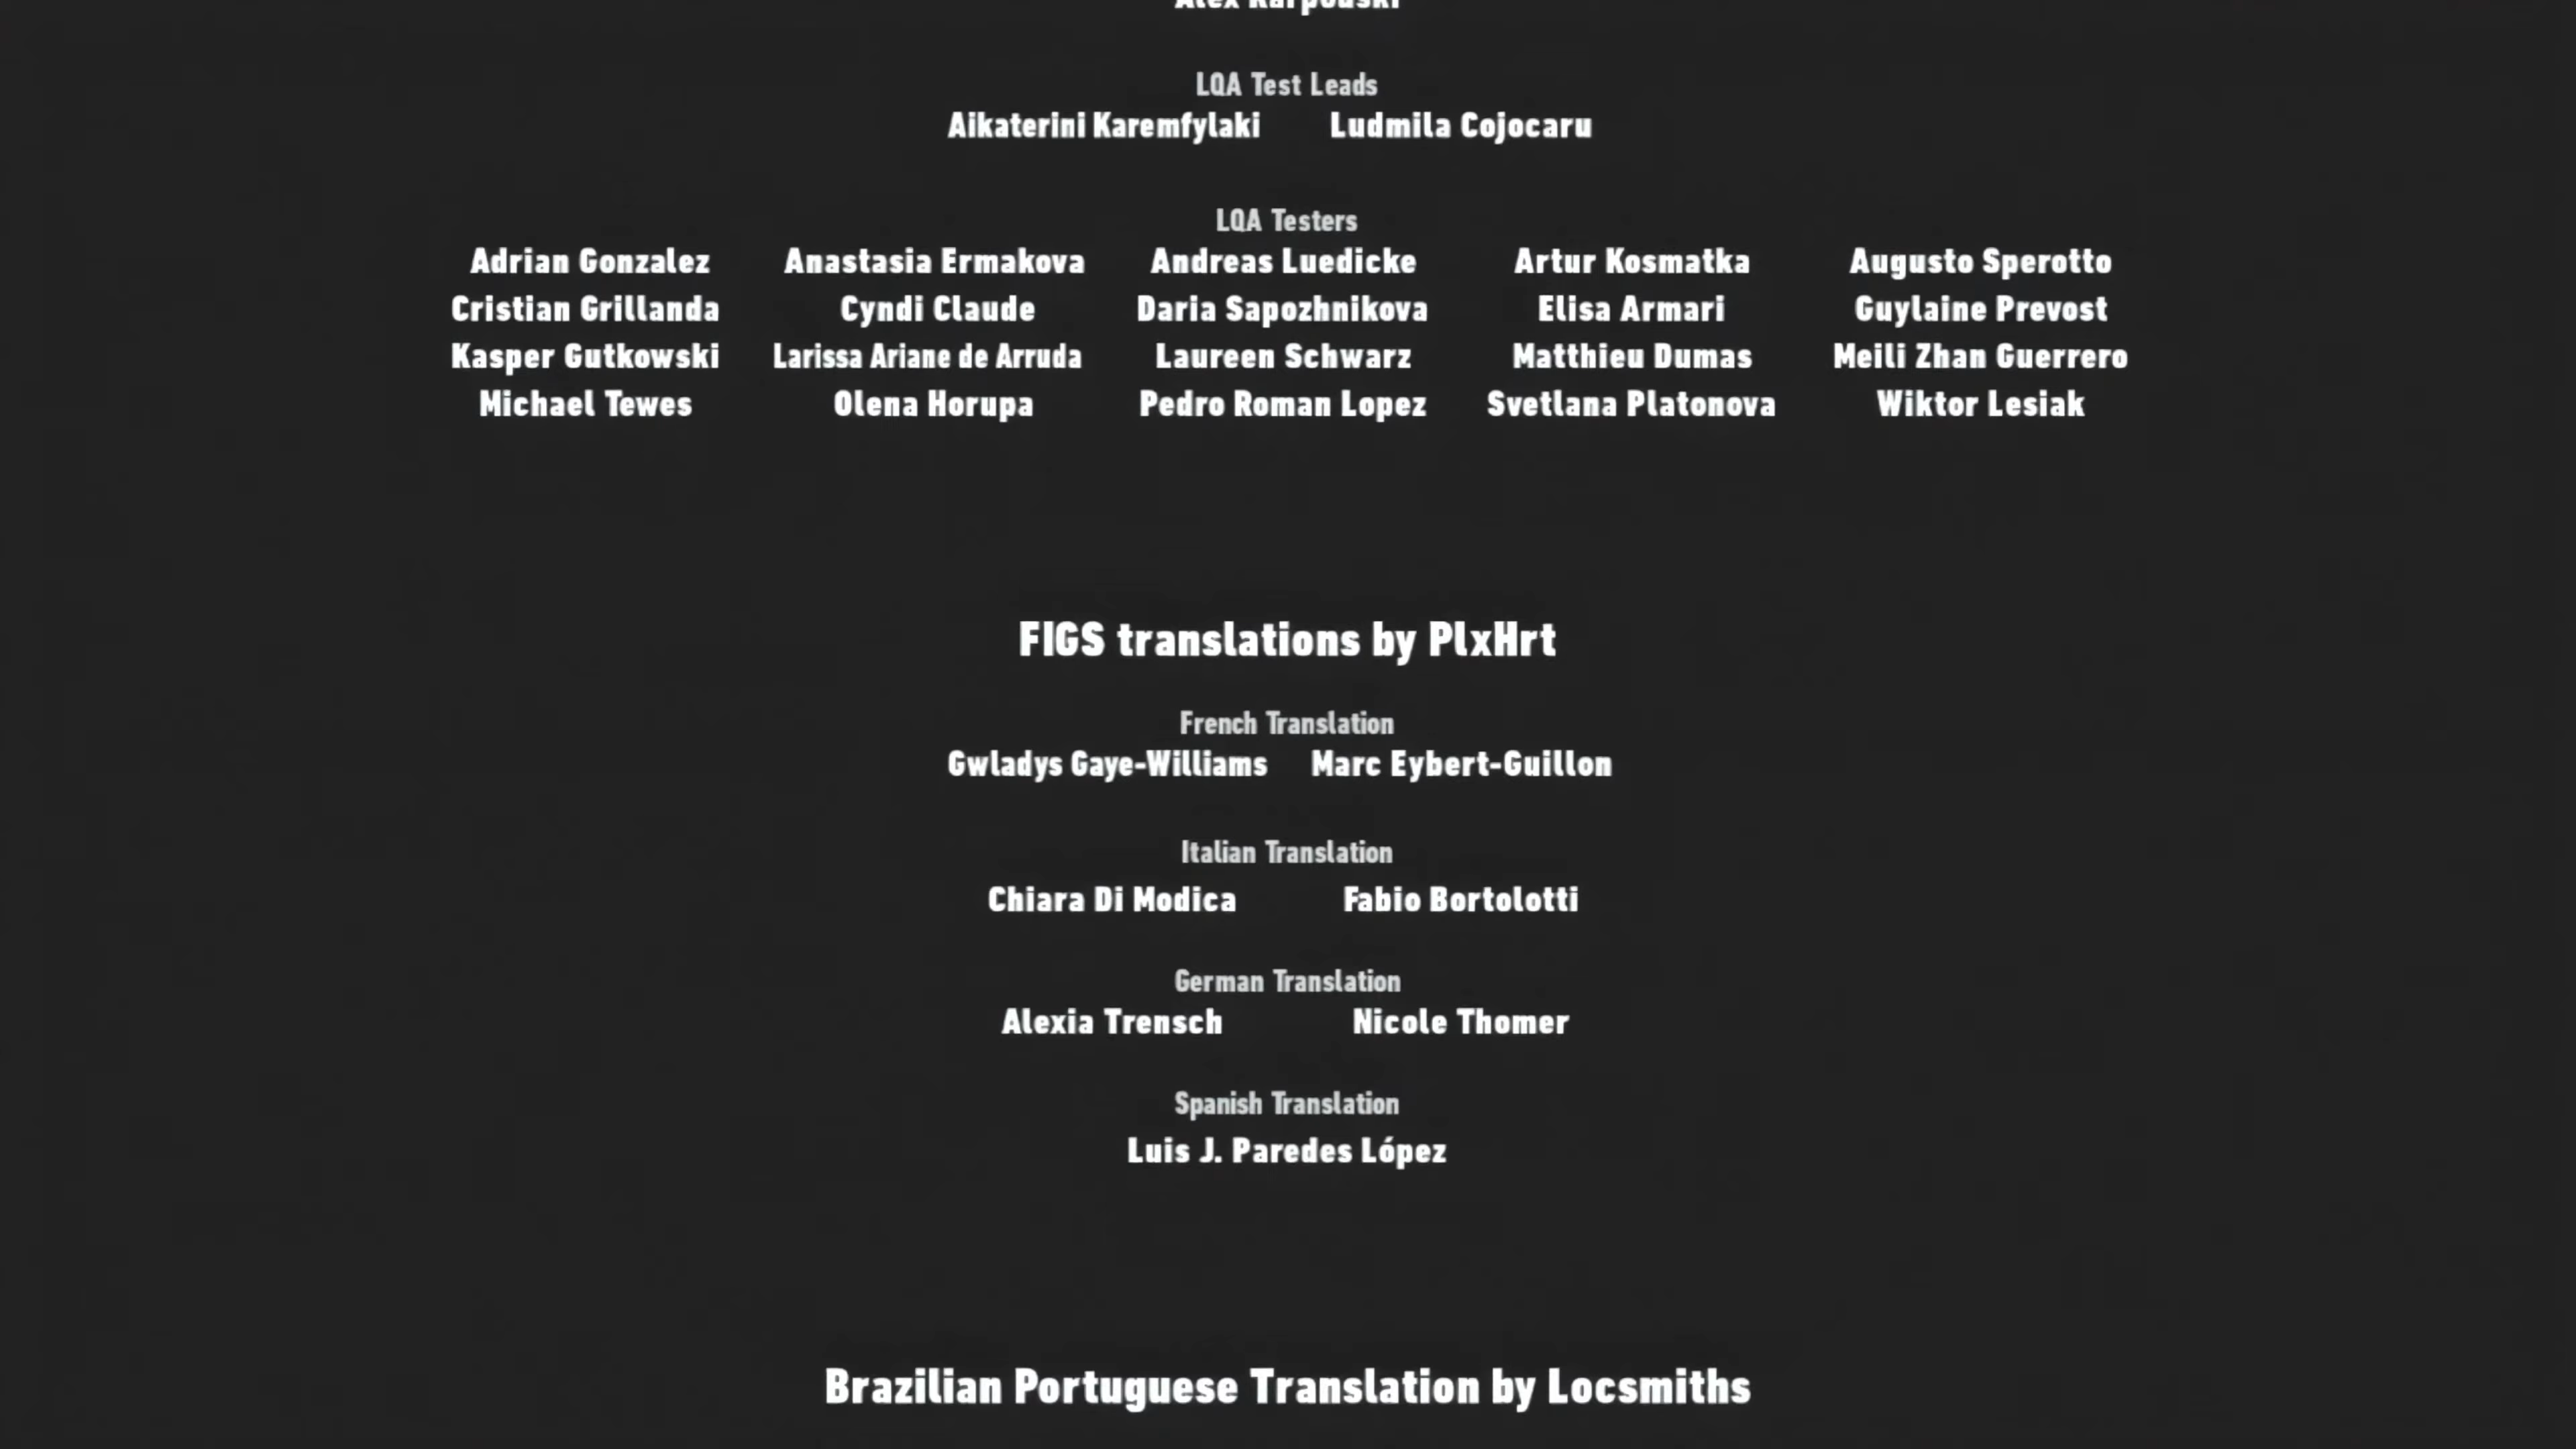 LQA Test Leads
Aikaterini Karemfylaki Ludmila Cojocaru
LQA Testers
Adrian Gonzalez Anastasia Ermakova Andreas Luedicke Artur Kosmatka Augusto Sperotto
Cristian Grillanda Cyndi Claude Daria Sapozhnikova Elisa Armari Guylaine Prevost
Kasper Gutkowski Larissa Ariane de Arruda Laureen Schwarz Matthieu Dumas Meili Zhan Guerrero
Michael Tewes Olena Horupa Pedro Roman Lopez Svetlana Platonova Wiktor Lesiak
FIGS translations by PlxHrt
French Translation
Gwladys Gaye-Williams Marc Eybert-Guillon
Italian Translation
Chiara Di Modica Fabio Bortolotti
German Translation
Alexia Trensch Nicole Thomer
Spanish Translation
Luis J. Paredes López
Brazilian Portuguese Translation by Locsmiths